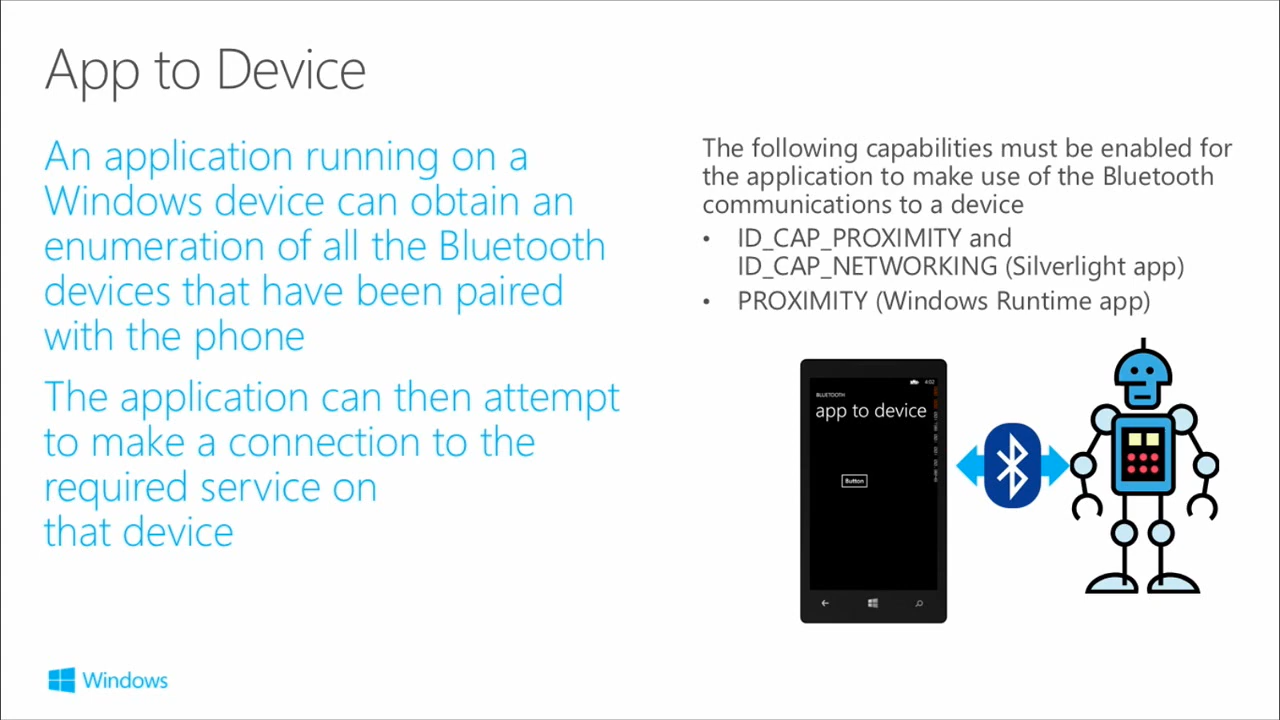 App to Device
An application running on a
Windows device can obtain an
enumeration of all the Bluetooth
devices that have been paired
with the phone
The application can then attempt
to make a connection to the
required service on
that device
The following capabilities must be enabled for
the application to make use of the Bluetooth
communications to a device
• ID_CAP_PROXIMITY and
ID_CAP_NETWORKING (Silverlight app)
• PROXIMITY (Windows Runtime app)
4:02
BLUETOOTH
app to device
Button
Windows